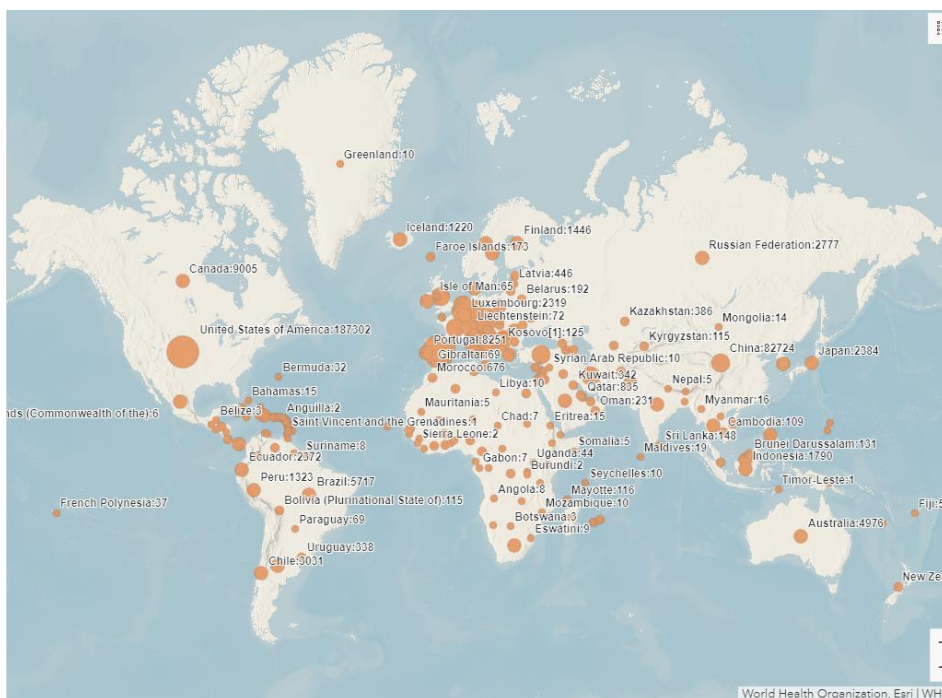 Greenland:10
Iceland:1220
Finland:1446
Faroe Islands:173
Russian Federation:2777
Canada:9005
Latvia:446
Isle of Man:65
Belarus:192
Luxembourg:2319
Liechtenstein:72
Kazakhstan:386
Mongolia:14
United States of America:187302
Kosovo[1]:125
Kyrgyzstan:115
Portugal:8251
China:82724
Japan:2384
Gibraltar:69
Syrian Arab Republic:10
Bermuda:32
Morocco:676
Kuwait:342
Nepal:5
Libya:10
Qatar:835
Bahamas:15
Mauritania:5
Oman:231
Myanmar:16
nds (Commonwealth of the):6
Belize:3
Anguilla:2
Chad:7
Eritrea:15
Cambodia:109
Saint Vincent and the Grenadines:1
Sierra Leone:2
Somalia:5
Sri Lanka:148
Suriname:8
Uganda:44
Maldives:19
Brunei Darussalam:131
Ecuador:2372
Gabon:7
Burundi:2
Indonesia:1790
Peru:1323
Brazil:5717
Seychelles:10
Timor-Leste:1
French Polynesia:37
Bolivia (Plurinational State of):115
Angola:8
Mayotte:116
Mozambique:10
Fiji:5
Paraguay:69
Botswana:3
Eswatini:9
Australia:4976
Uruguay:338
Chile:3031
New Ze
World Health Organization, Esri | WH